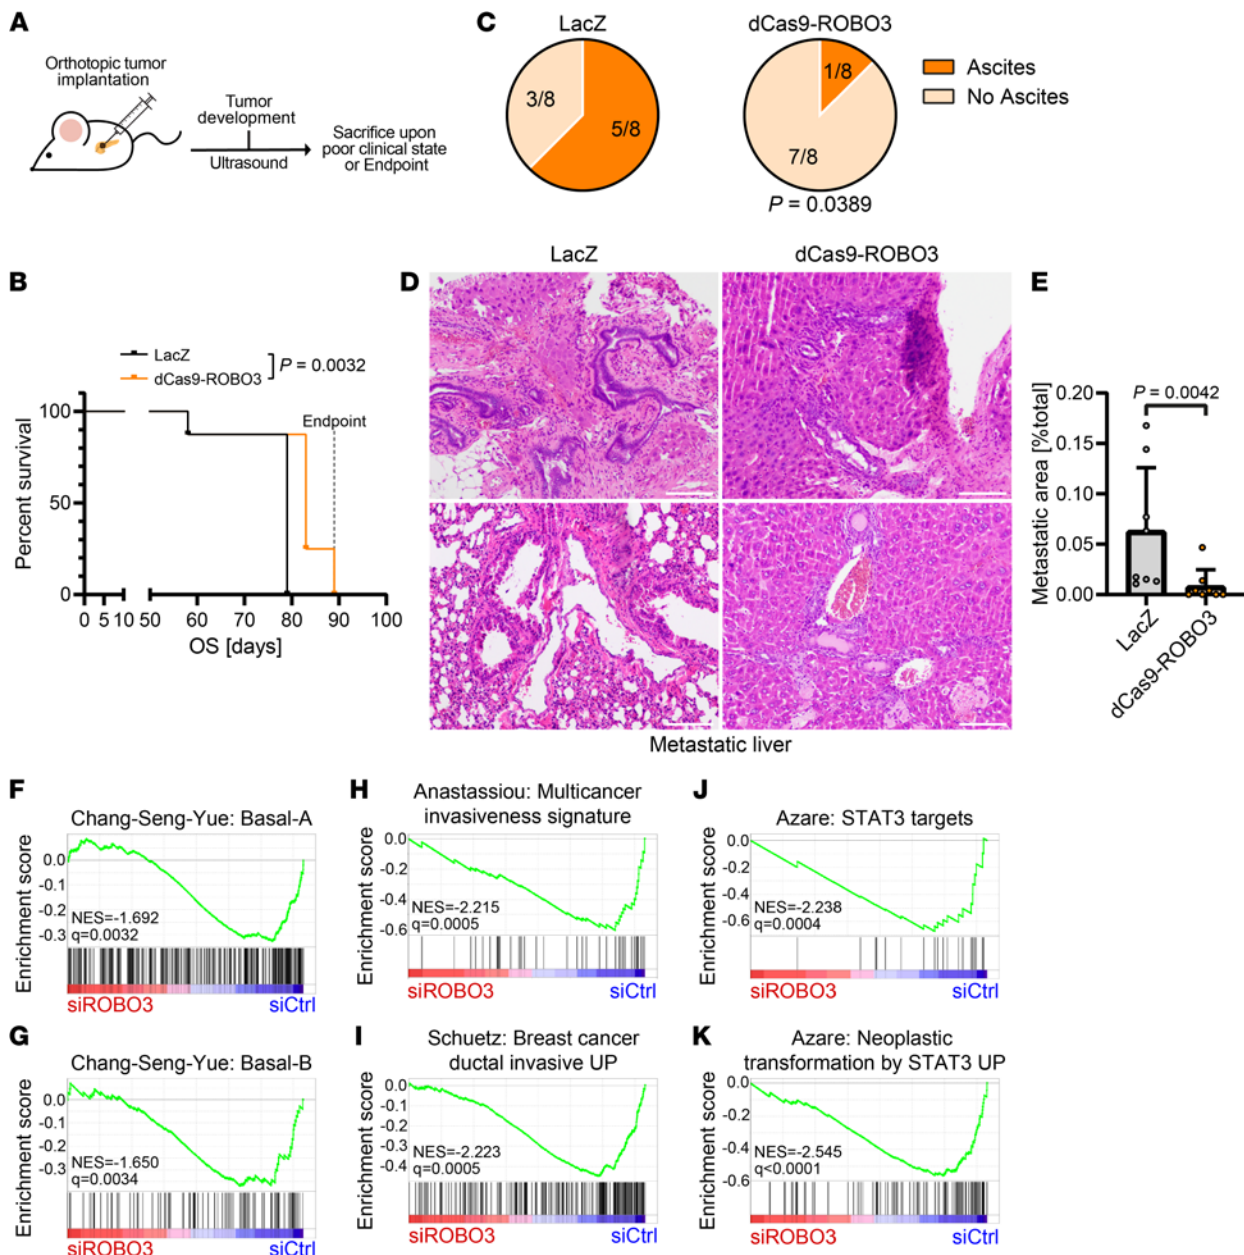 A
Orthotopic tumor
implantation
Tumor
development
Ultrasound
Sacrifice upon
poor clinical state
or Endpoint
C
LacZ
dCas9-ROBO3
3/8
5/8
1/8
7/8
P = 0.0389
Ascites
No Ascites
B
LacZ
dCas9-ROBO3
P = 0.0032
Endpoint
Percent survival
100
50
0
0 5 10 50 60 70 80 90 100
OS [days]
D
LacZ
dCas9-ROBO3
Metastatic liver
E
P = 0.0042
Metastatic area [%total]
0.20
0.15
0.10
0.05
0.00
LacZ
dCas9-ROBO3
F
Chang-Seng-Yue: Basal-A
Enrichment score
0.0
-0.1
-0.2
-0.3
NES=-1.692
q=0.0032
siROBO3
siCtrl
H
Anastassiou: Multicancer
invasiveness signature
Enrichment score
0.0
-0.2
-0.4
-0.6
NES=-2.215
q=0.0005
siROBO3
siCtrl
J
Azare: STAT3 targets
Enrichment score
0.0
-0.2
-0.4
-0.6
NES=-2.238
q=0.0004
siROBO3
siCtrl
G
Chang-Seng-Yue: Basal-B
Enrichment score
0.0
-0.1
-0.2
-0.3
NES=-1.650
q=0.0034
siROBO3
siCtrl
I
Schuetz: Breast cancer
ductal invasive UP
Enrichment score
0.0
-0.1
-0.2
-0.3
-0.4
NES=-2.223
q=0.0005
siROBO3
siCtrl
K
Azare: Neoplastic
transformation by STAT3 UP
Enrichment score
0.0
-0.2
-0.4
-0.6
NES=-2.545
q<0.0001
siROBO3
siCtrl